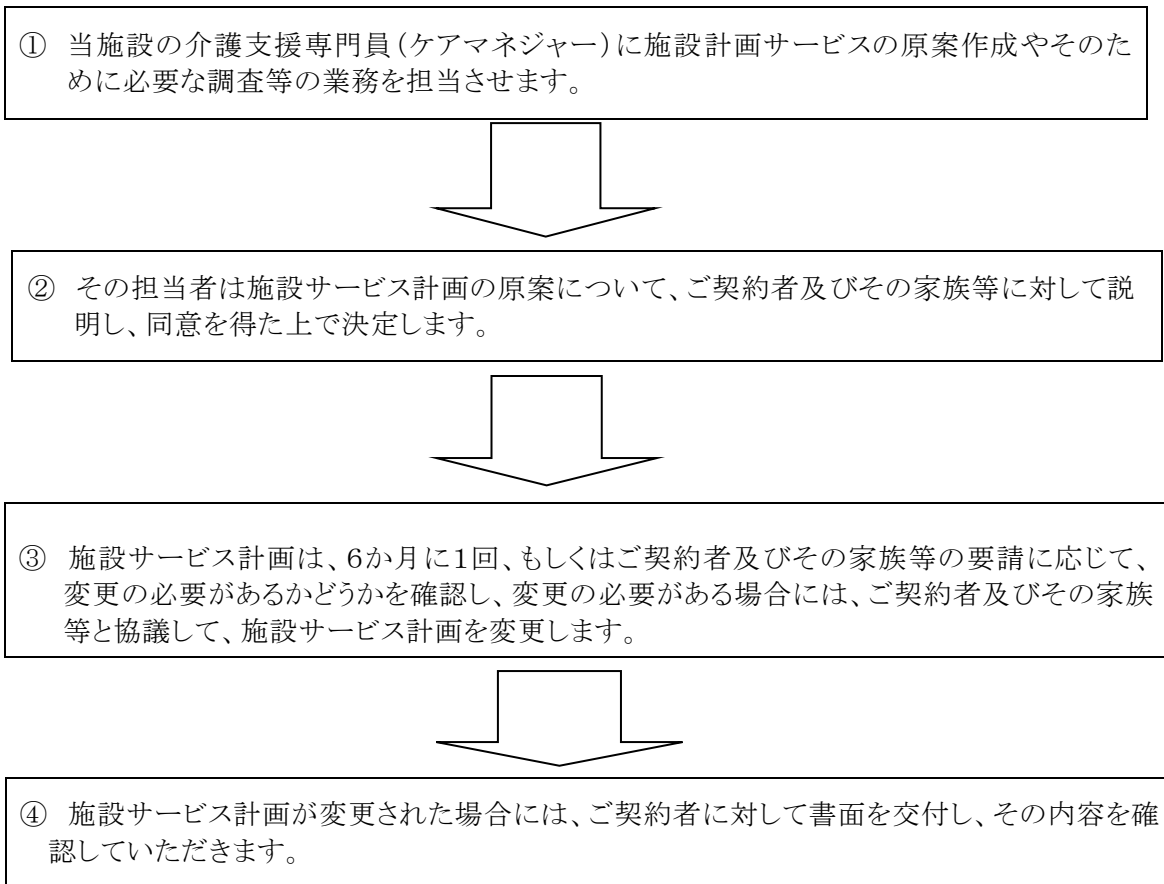 ① 当施設の介護支援専門員(ケアマネジャー)に施設計画サービスの原案作成やそのた
めに必要な調査等の業務を担当させます。
② その担当者は施設サービス計画の原案について、ご契約者及びその家族等に対して説
明し、同意を得た上で決定します。
③ 施設サービス計画は、6か月に1回、もしくはご契約者及びその家族等の要請に応じて、
変更の必要があるかどうかを確認し、変更の必要がある場合には、ご契約者及びその家族
等と協議して、施設サービス計画を変更します。
④ 施設サービス計画が変更された場合には、ご契約者に対して書面を交付し、その内容を確
認していただきます。